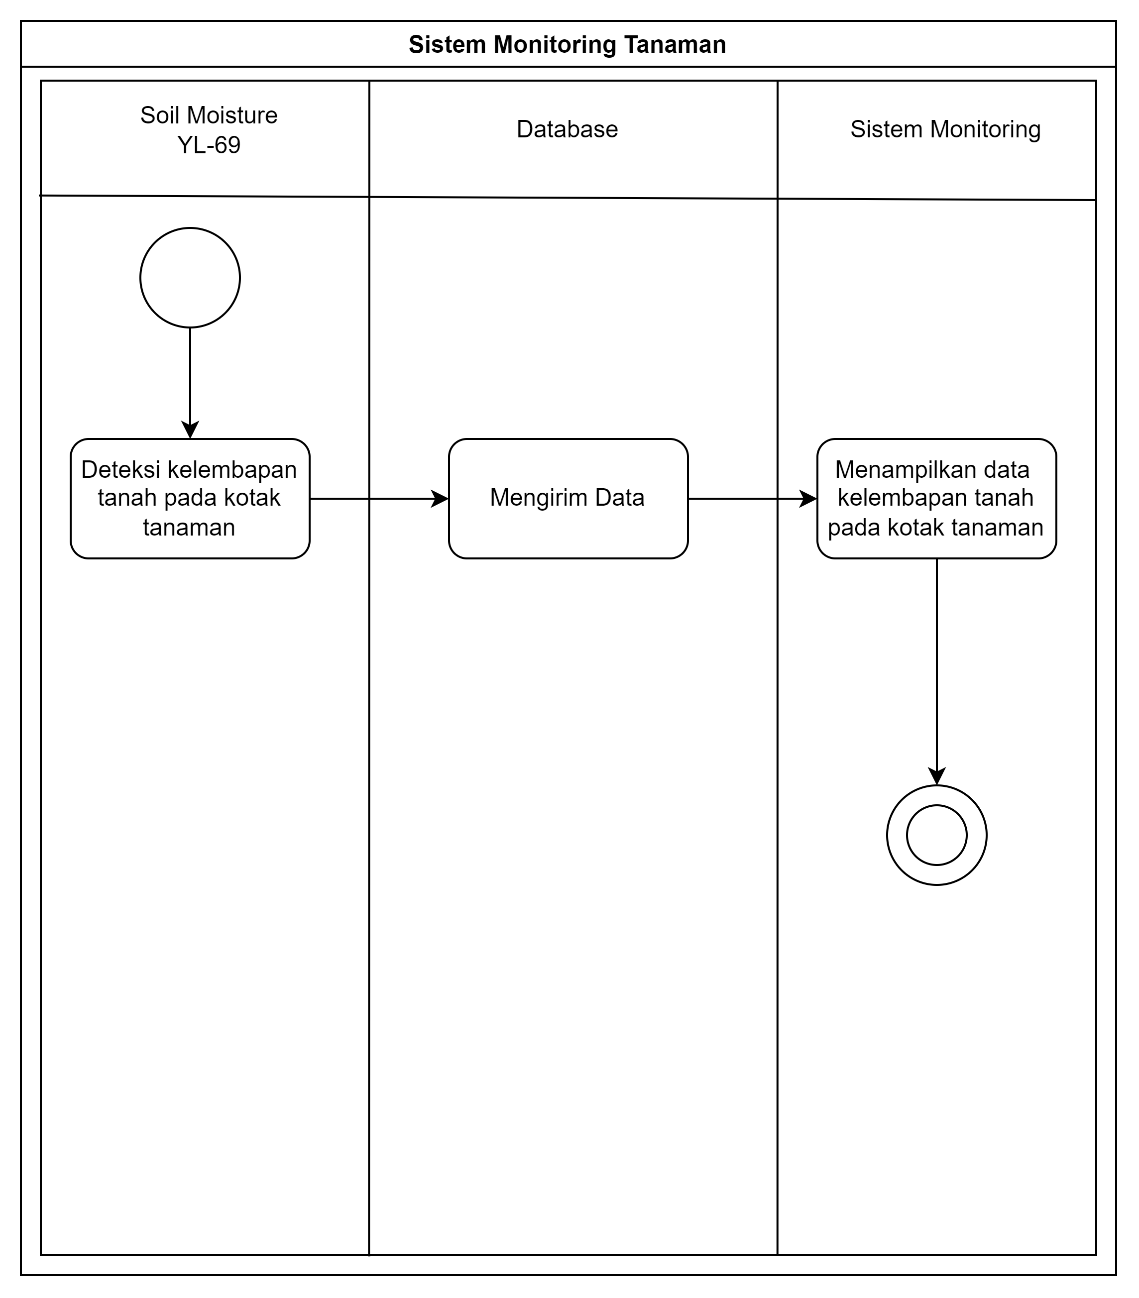 Sistem Monitoring Tanaman
Soil Moisture
YL-69
Database
Sistem Monitoring
Deteksi kelembapan
tanah pada kotak
tanaman
Mengirim Data
Menampilkan data
kelembapan tanah
pada kotak tanaman